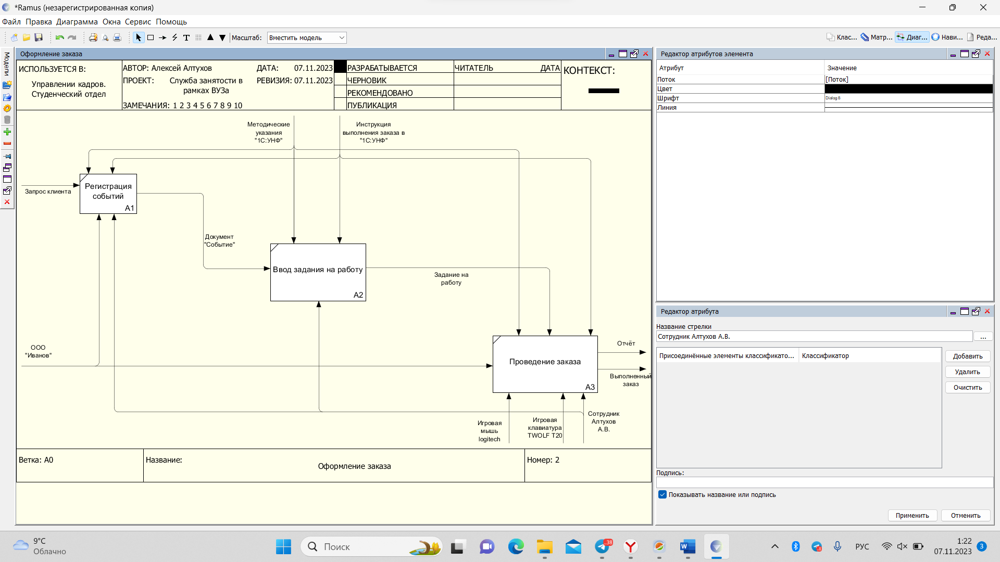 *Ramus (незарегистрированная копия)
Файл Правка Диаграмма Окна Сервис Помощь
Масштаб: Вместить модель
Клас... Матр... Диаг... Нави... Реда...
Модели
Оформление заказа
ИСПОЛЬЗУЕТСЯ В:
Управлении кадров.
Студенческий отдел
АВТОР: Алексей Алтухов
ДАТА: 07.11.2023
ПРОЕКТ: Служба занятости в
рамках ВУЗа
РЕВИЗИЯ: 07.11.2023
ЗАМЕЧАНИЯ: 1 2 3 4 5 6 7 8 9 10
РАЗРАБАТЫВАЕТСЯ
ЧЕРНОВИК
РЕКОМЕНДОВАНО
ПУБЛИКАЦИЯ
ЧИТАТЕЛЬ ДАТА
КОНТЕКСТ:
Методические
указания
"1С:УНФ"
Инструкция
выполнения заказа в
"1С:УНФ"
Запрос клиента
Регистрация
событий
A1
Документ
"Событие"
Ввод задания на работу
A2
Задание на
работу
ООО
"Иванов"
Проведение заказа
A3
Отчёт
Выполненный
заказ
Игровая
мышь
logitech
Игровая
клавиатура
TWOLF T20
Сотрудник
Алтухов
А.В.
Ветка: A0
Название:
Оформление заказа
Номер: 2
Редактор атрибутов элемента
Атрибут Значение
Поток [Поток]
Цвет
Шрифт Dialog 8
Линия
Редактор атрибута
Название стрелки
Сотрудник Алтухов А.В.
...
Присоединённые элементы классификато... Классификатор
Добавить
Удалить
Очистить
Подпись:
Показывать название или подпись
Применить Отменить
9°C
Облачно
Поиск
38
8
РУС
1:22
07.11.2023
3